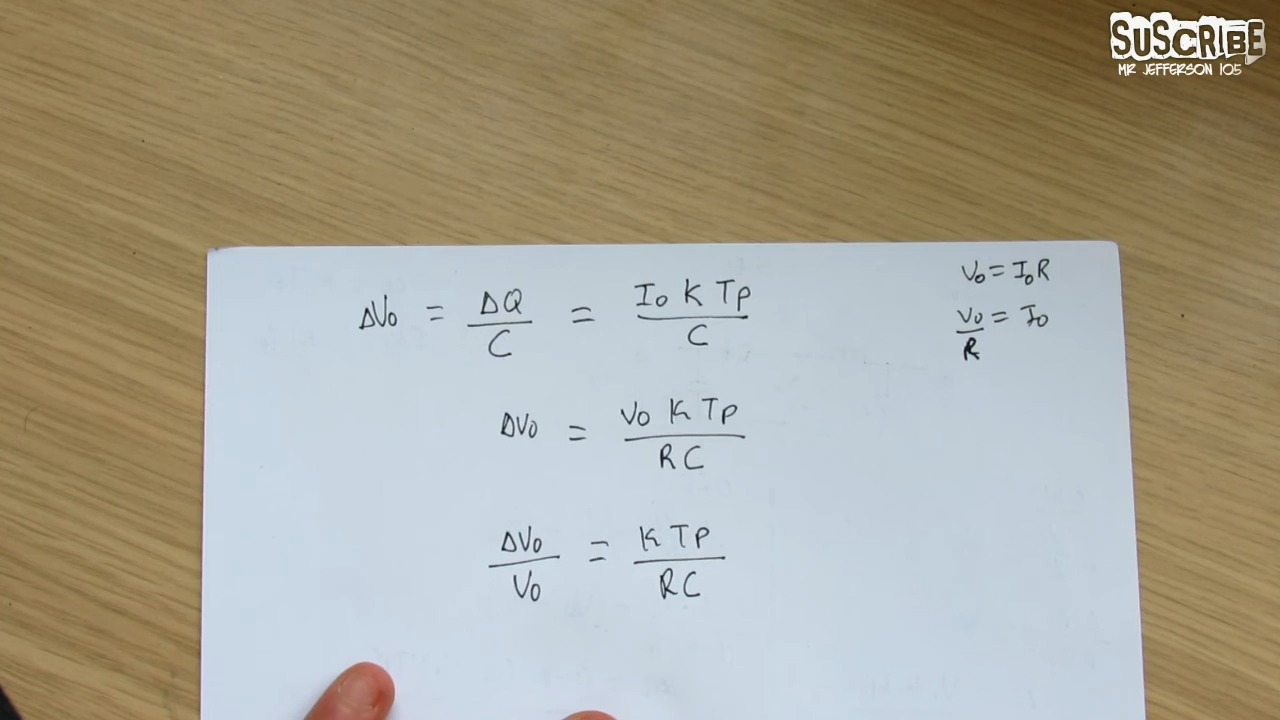 SUSCRIBE
MR JEFFERSON 105
V₀ = I₀R
V₀/R = I₀
ΔV₀ = ΔQ/C = I₀ K Tp/C
ΔV₀ = V₀ K Tp/RC
ΔV₀/V₀ = K Tp/RC